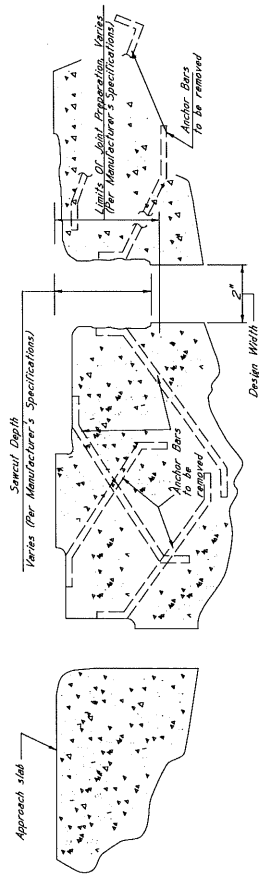 Approach slab
Sawcut Depth
Varies (Per Manufacturer's Specifications)
Anchor Bars
to be
removed
Limits Of Joint Preparation, Varies
(Per Manufacturer's Specifications)
Anchor Bars
to be removed
2"
Design Width